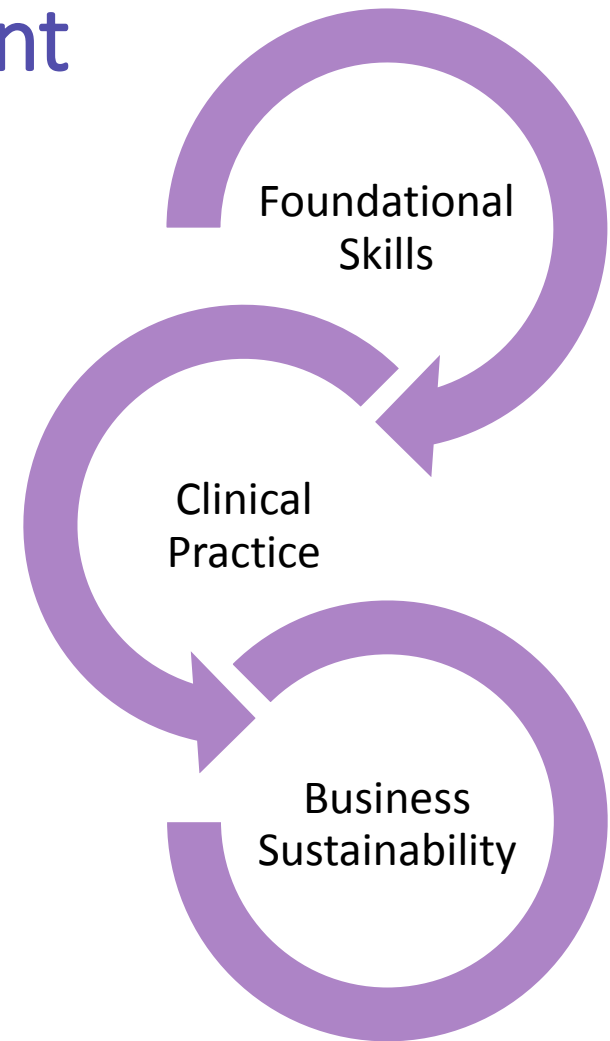 nt
Foundational
Skills
Clinical
Practice
Business
Sustainability